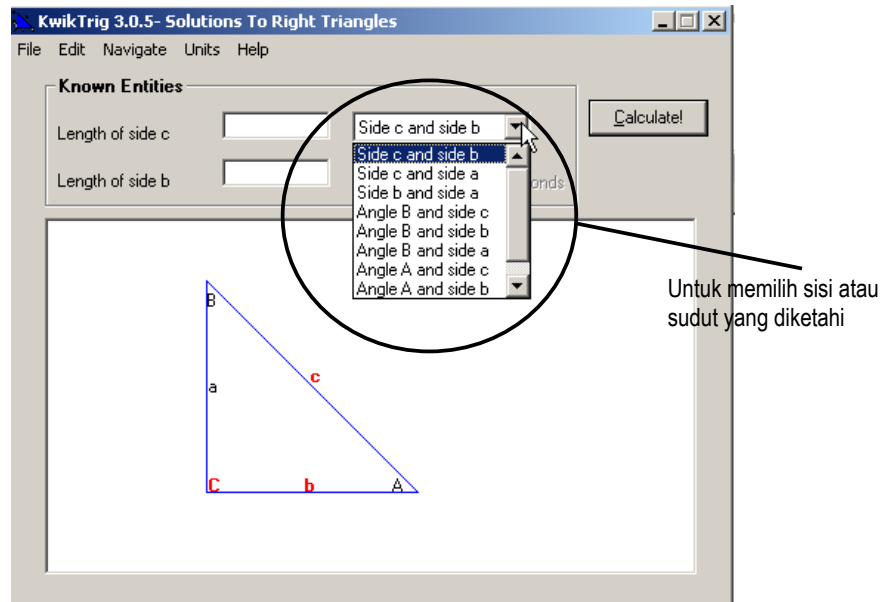 KwikTrig 3.0.5- Solutions To Right Triangles
File Edit Navigate Units Help
Known Entities
Length of side c
Side c and side b
Calculate!
Side c and side b
Side c and side a
Length of side b
onds
Side b and side a
Angle B and side c
Angle B and side b
Angle B and side a
Angle A and side c
Angle A and side b
Untuk memilih sisi atau
sudut yang diketahi
B
c
a
C
b
A